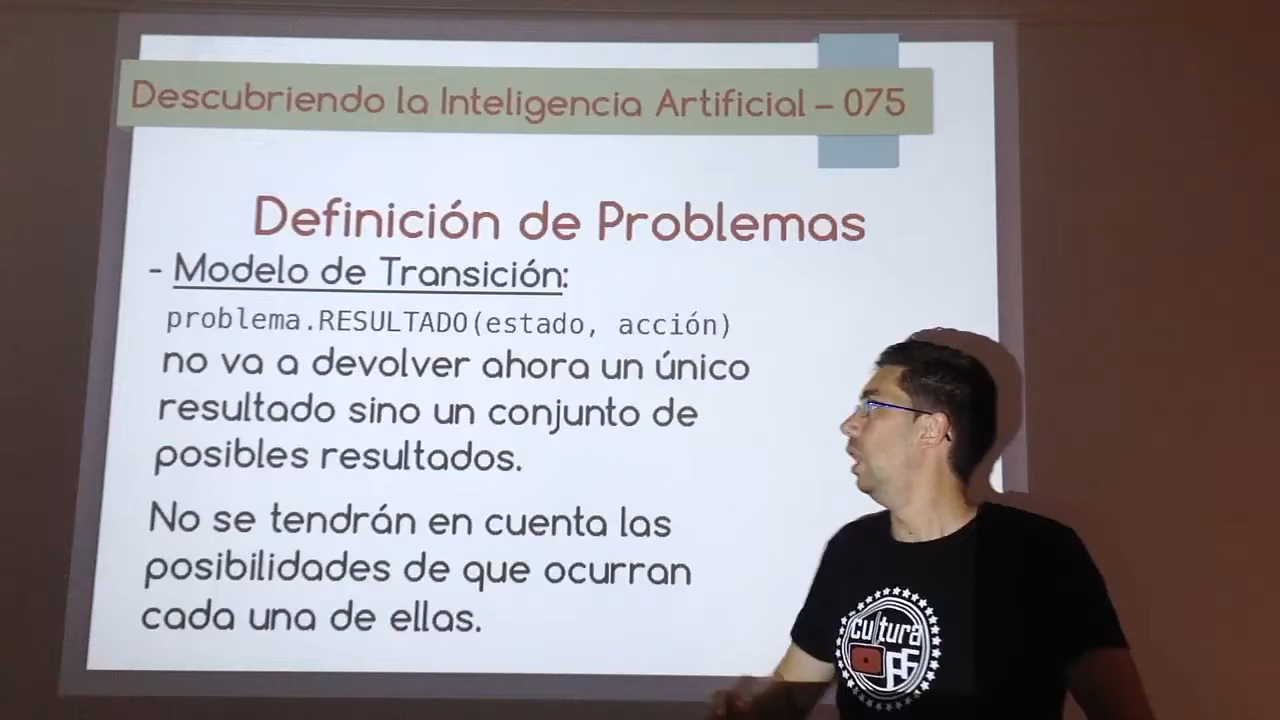 Descubriendo la Inteligencia Artificial – 075
Definición de Problemas
- Modelo de Transición:
problema.RESULTADO(estado, acción)
no va a devolver ahora un único
resultado sino un conjunto de
posibles resultados.
No se tendrán en cuenta las
posibilidades de que ocurran
cada una de ellas.
cultura